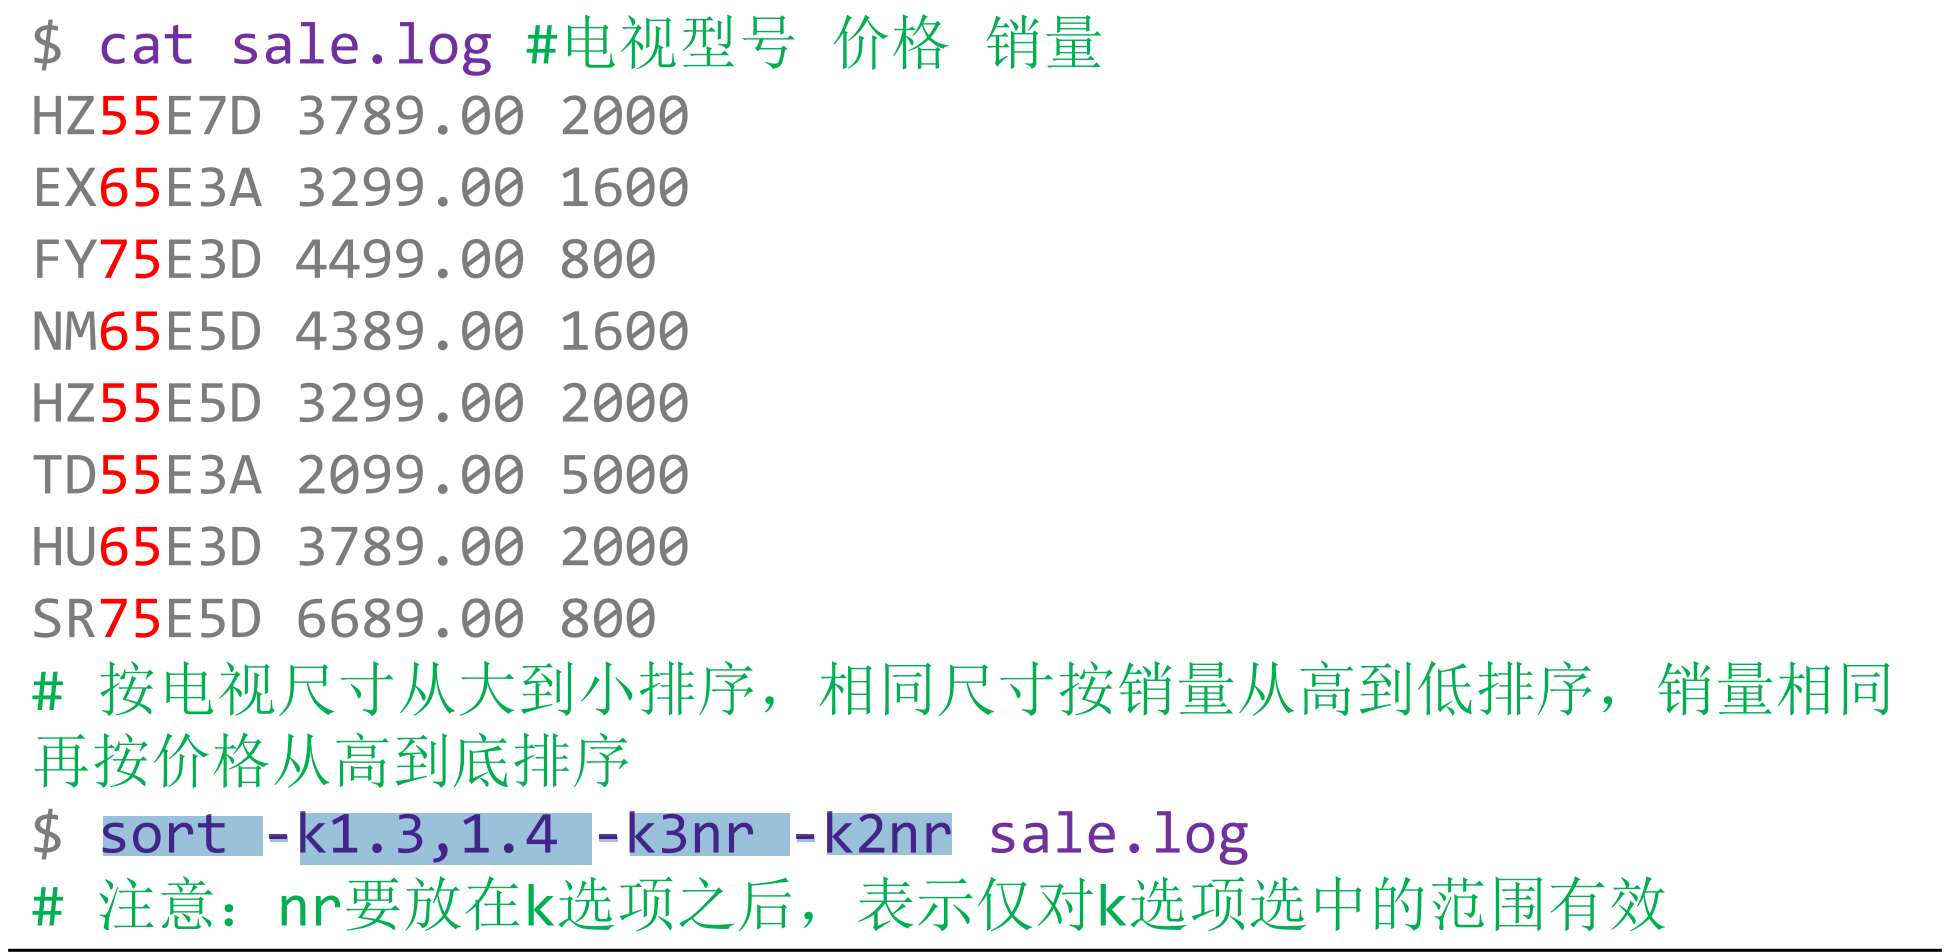 $ cat sale.log #电视型号 价格 销量
HZ55E7D 3789.00 2000
EX65E3A 3299.00 1600
FY75E3D 4499.00 800
NM65E5D 4389.00 1600
HZ55E5D 3299.00 2000
TD55E3A 2099.00 5000
HU65E3D 3789.00 2000
SR75E5D 6689.00 800
# 按电视尺寸从大到小排序，相同尺寸按销量从高到低排序，销量相同
再按价格从高到底排序
$ sort -k1.3,1.4 -k3nr -k2nr sale.log
# 注意：nr要放在k选项之后，表示仅对k选项选中的范围有效